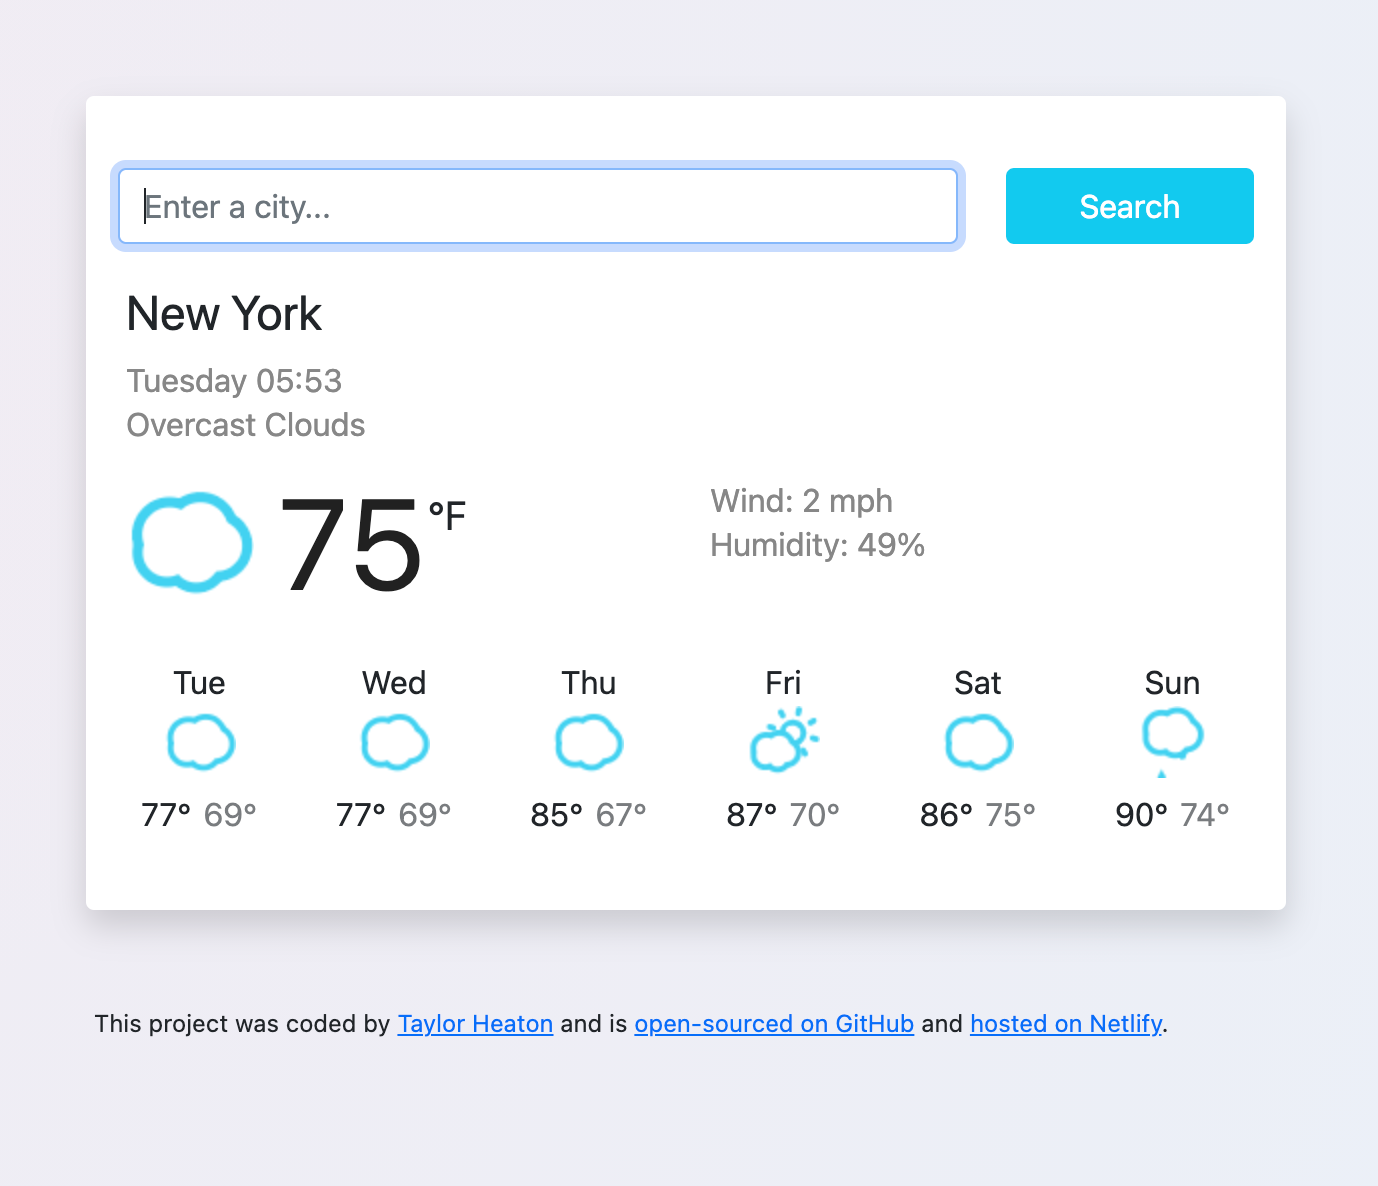 Enter a city...
Search
New York
Tuesday 05:53
Overcast Clouds
75 °F
Wind: 2 mph
Humidity: 49%
Tue Wed Thu Fri Sat Sun
77° 69° 77° 69° 85° 67° 87° 70° 86° 75° 90° 74°
This project was coded by Taylor Heaton and is open-sourced on GitHub and hosted on Netlify.